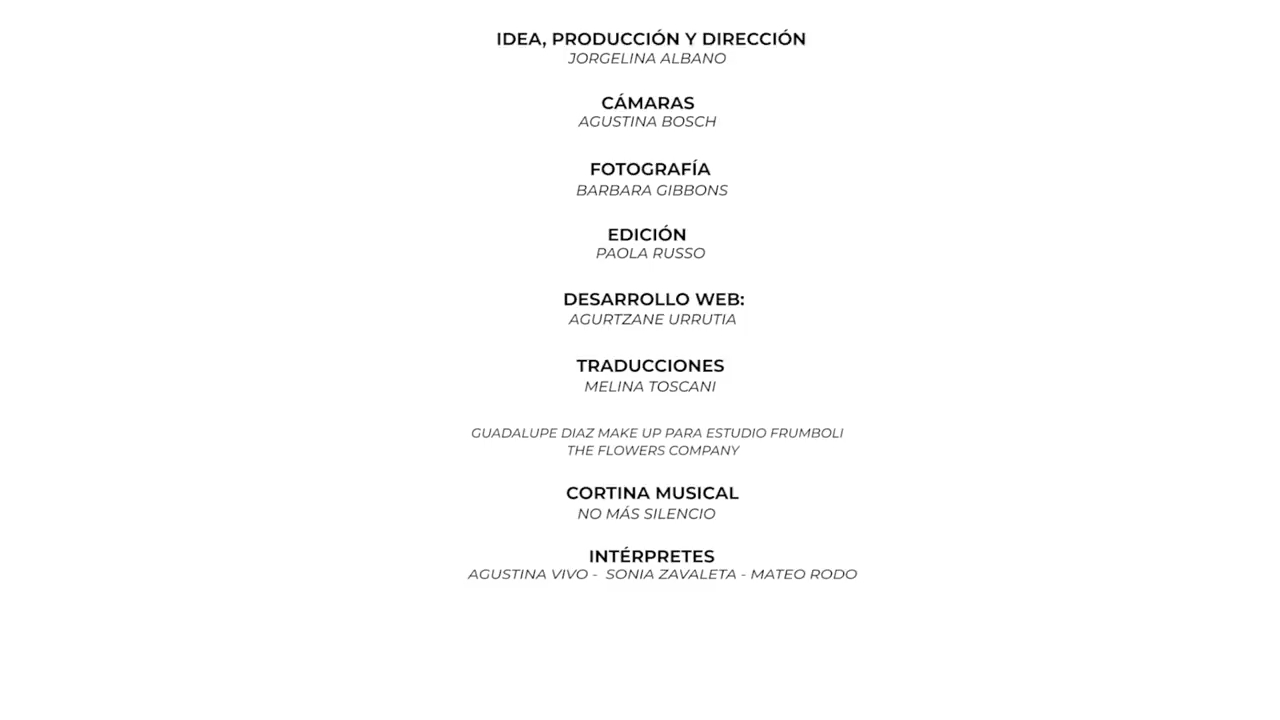 IDEA, PRODUCCIÓN Y DIRECCIÓN
JORGELINA ALBANO
CÁMARAS
AGUSTINA BOSCH
FOTOGRAFÍA
BARBARA GIBBONS
EDICIÓN
PAOLA RUSSO
DESARROLLO WEB:
AGURTZANE URRUTIA
TRADUCCIONES
MELINA TOSCANI
GUADALUPE DIAZ MAKE UP PARA ESTUDIO FRUMBOLI
THE FLOWERS COMPANY
CORTINA MUSICAL
NO MÁS SILENCIO
INTÉRPRETES
AGUSTINA VIVO - SONIA ZAVALETA - MATEO RODO